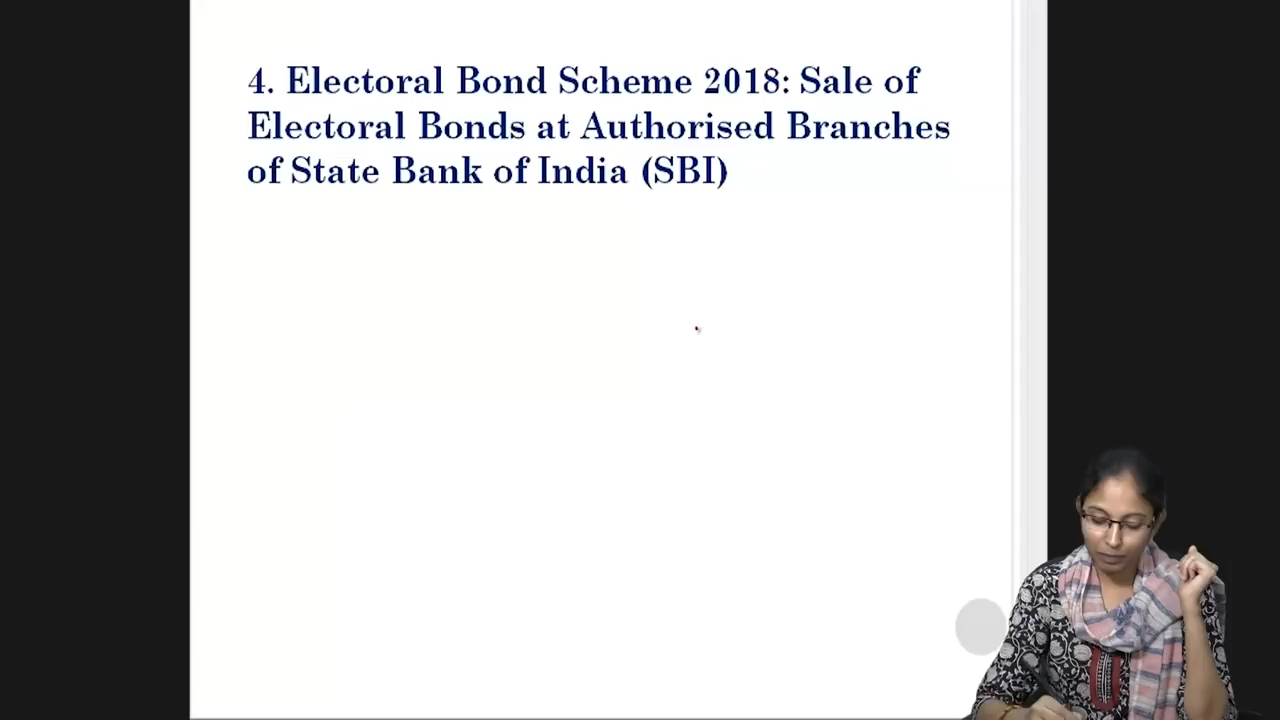 4. Electoral Bond Scheme 2018: Sale of
Electoral Bonds at Authorised Branches
of State Bank of India (SBI)